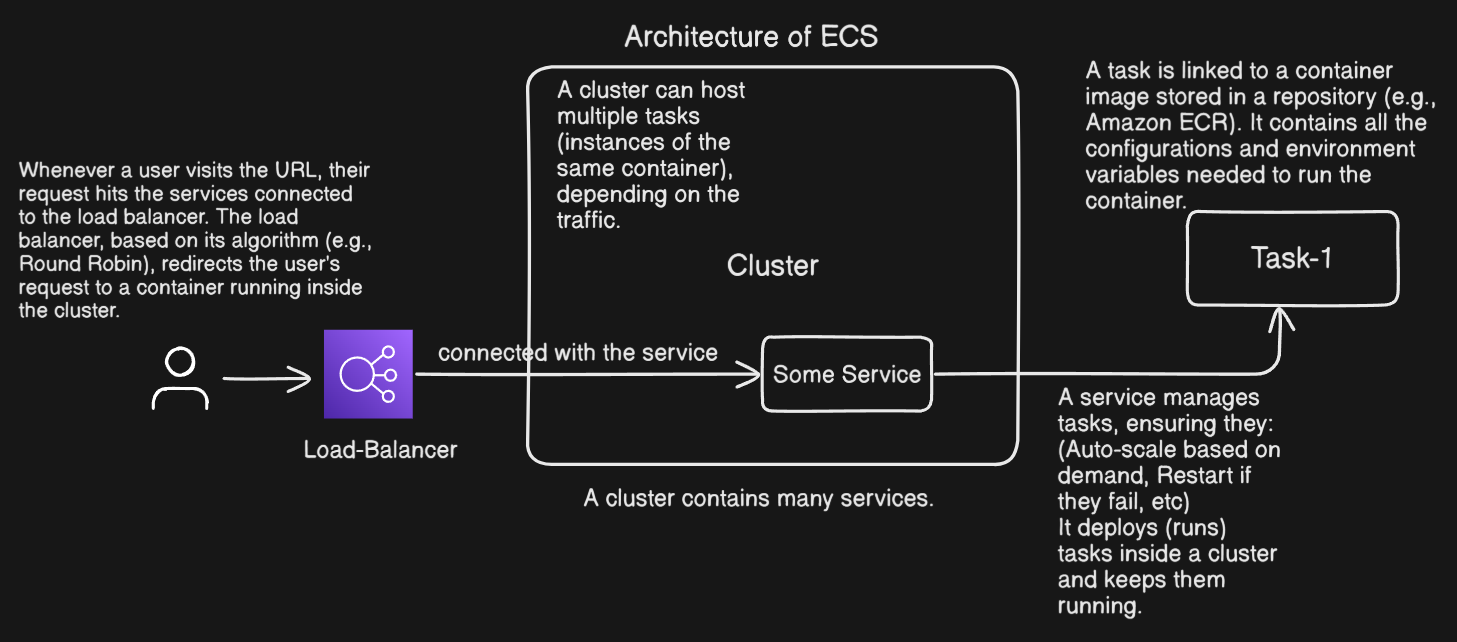 Architecture of ECS
A cluster can host
multiple tasks
(instances of the
same container),
depending on the
traffic.
A task is linked to a container
image stored in a repository (e.g.,
Amazon ECR). It contains all the
configurations and environment
variables needed to run the
container.
Whenever a user visits the URL, their
request hits the services connected
to the load balancer. The load
balancer, based on its algorithm (e.g.,
Round Robin), redirects the user's
request to a container running inside
the cluster.
Cluster
Task-1
connected with the service
Some Service
Load-Balancer
A service manages
tasks, ensuring they:
(Auto-scale based on
demand, Restart if
they fail, etc)
It deploys (runs)
tasks inside a cluster
and keeps them
running.
A cluster contains many services.